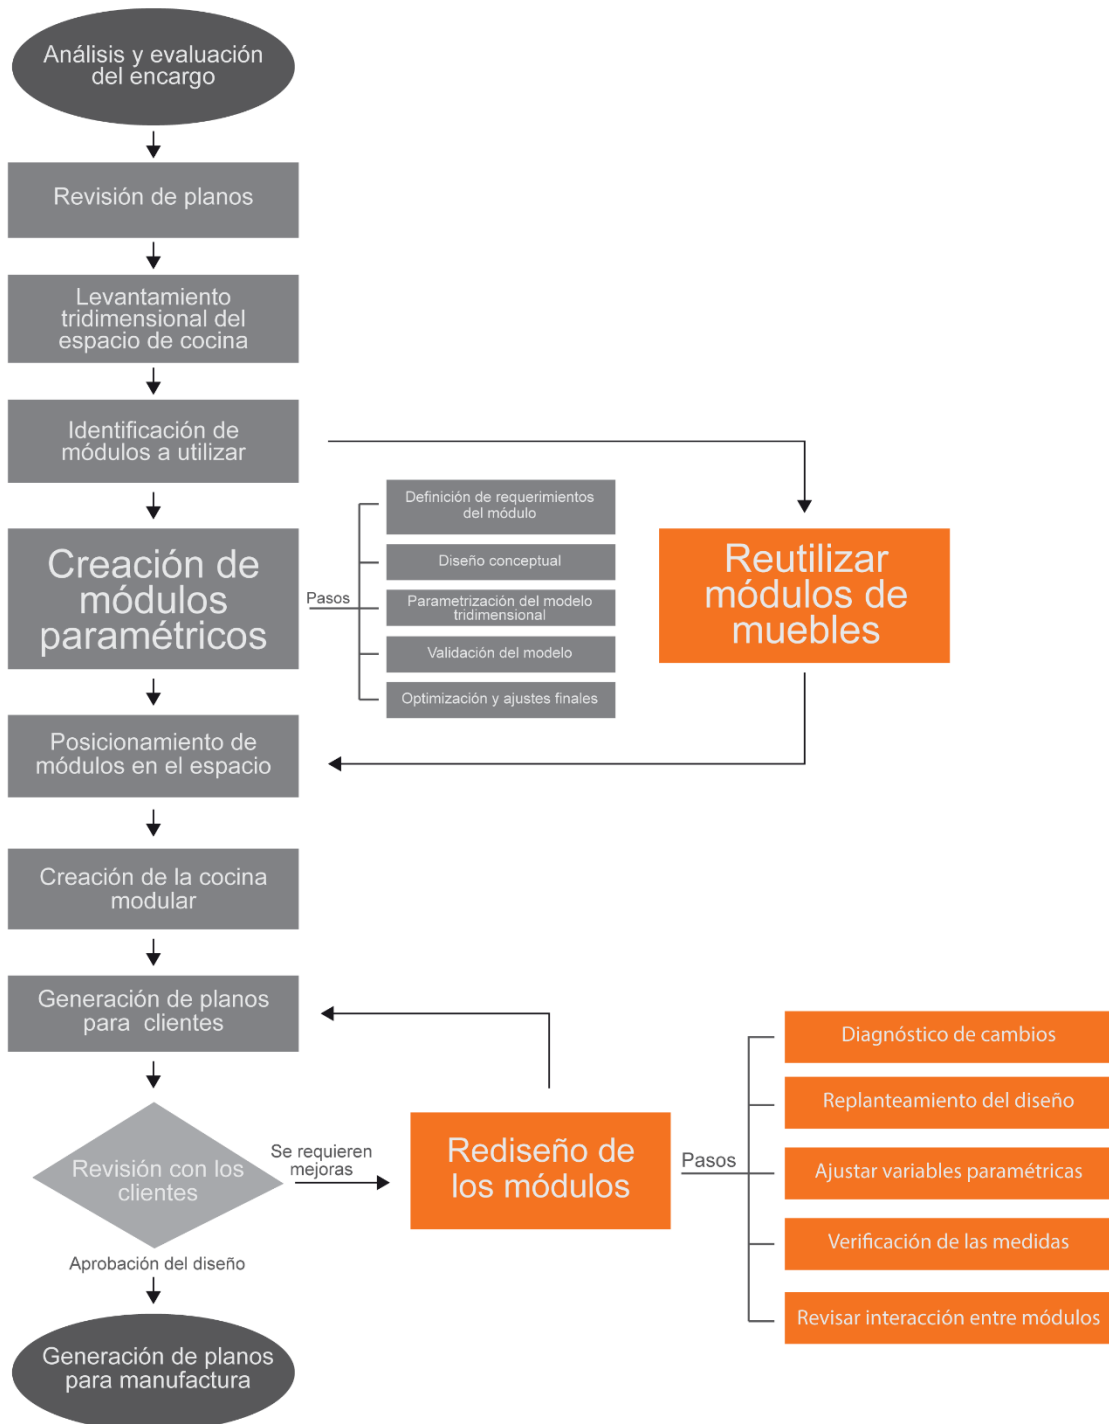 Análisis y evaluación
del encargo
Revisión de planos
Levantamiento
tridimensional del
espacio de cocina
Identificación de
módulos a utilizar
Creación de
módulos
paramétricos
Pasos
Definición de requerimientos
del módulo
Diseño conceptual
Parametrización del modelo
tridimensional
Validación del modelo
Optimización y ajustes finales
Reutilizar
módulos de
muebles
Posicionamiento de
módulos en el espacio
Creación de la cocina
modular
Generación de planos
para clientes
Revisión con los
clientes
Se requieren
mejoras
Rediseño de
los módulos
Pasos
Diagnóstico de cambios
Replanteamiento del diseño
Ajustar variables paramétricas
Verificación de las medidas
Revisar interacción entre módulos
Aprobación del diseño
Generación de planos
para manufactura